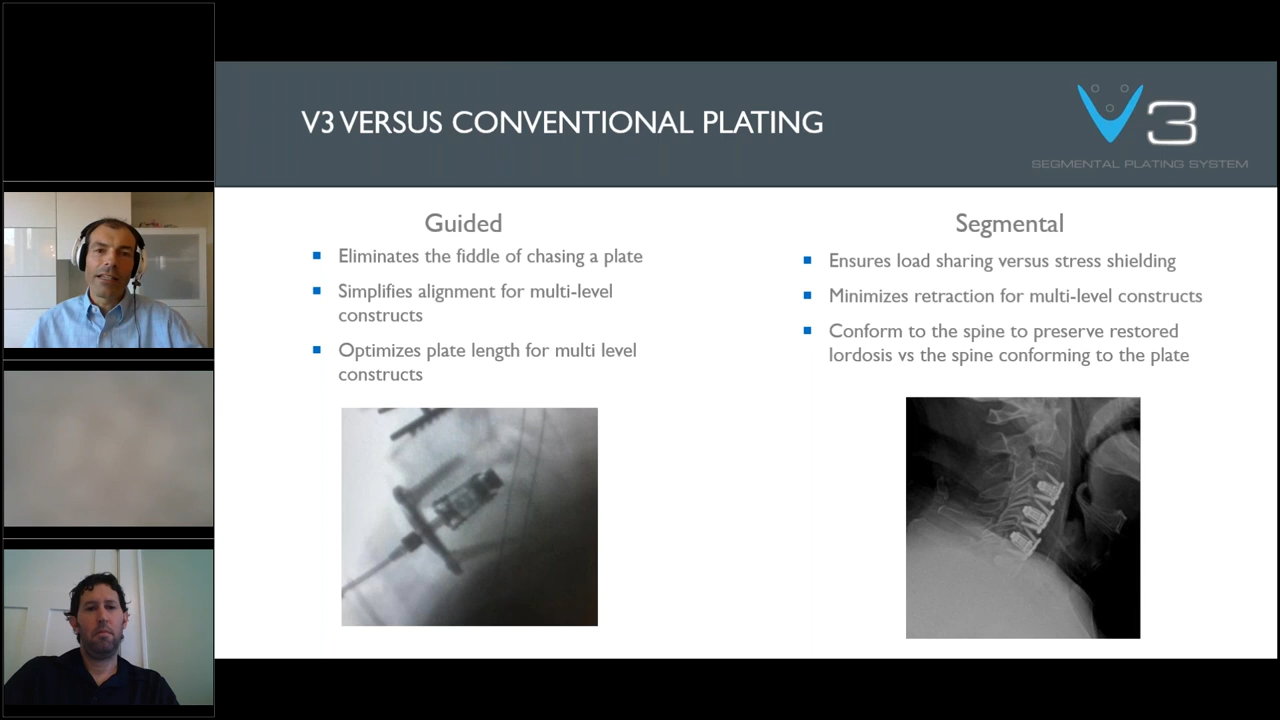 V3 VERSUS CONVENTIONAL PLATING
V3
SEGMENTAL PLATING SYSTEM
Guided
Eliminates the fiddle of chasing a plate
Simplifies alignment for multi-level
constructs
Optimizes plate length for multi level
constructs
Segmental
Ensures load sharing versus stress shielding
Minimizes retraction for multi-level constructs
Conform to the spine to preserve restored
lordosis vs the spine conforming to the plate